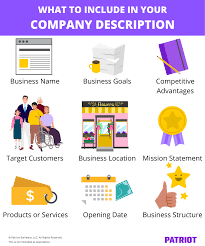 WHAT TO INCLUDE IN YOUR
COMPANY DESCRIPTION
Business Name
Business Goals
Competitive
Advantages
Flowers
Target Customers
Business Location
Mission Statement
Products or Services
Opening Date
Business Structure
PATRIOT